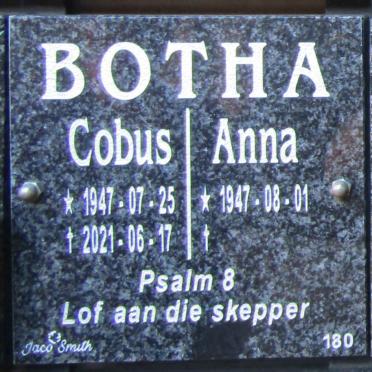 BOTHA
Cobus Anna
★ 1947-07-25 ★ 1947-08-01
† 2021-06-17 †
Psalm 8
Lof aan die skepper
Jaco Smith 180